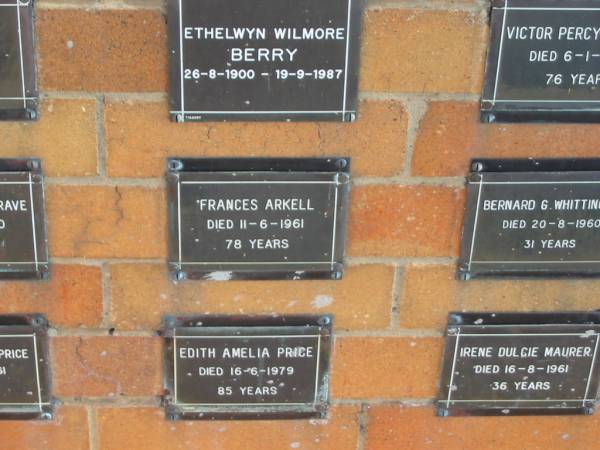 ETHELWYN WILMORE
BERRY
26-8-1900 - 19-9-1987
VICTOR PERCY
DIED 6-1-
76 YEAR
RAVE
FRANCES ARKELL
DIED 11-6-1961
78 YEARS
BERNARD G. WHITTING
DIED 20-8-1960
31 YEARS
PRICE
61
EDITH AMELIA PRICE
DIED 16-6-1979
85 YEARS
IRENE DULCIE MAURER
DIED 16-8-1961
36 YEARS